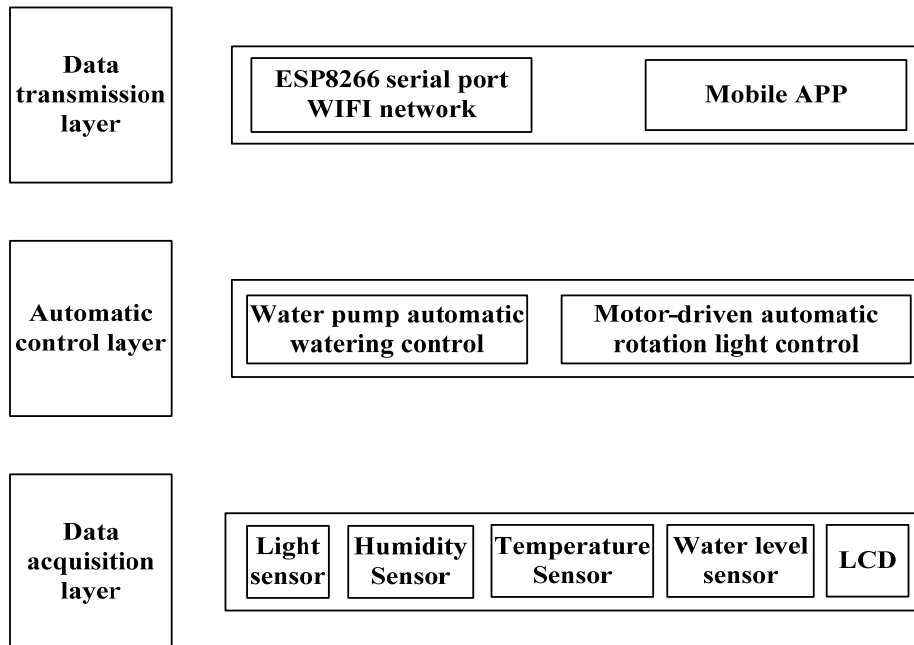 Data
transmission
layer
ESP8266 serial port
WIFI network
Mobile APP
Automatic
control layer
Water pump automatic
watering control
Motor-driven automatic
rotation light control
Data
acquisition
layer
Light
sensor
Humidity
Sensor
Temperature
Sensor
Water level
sensor
LCD